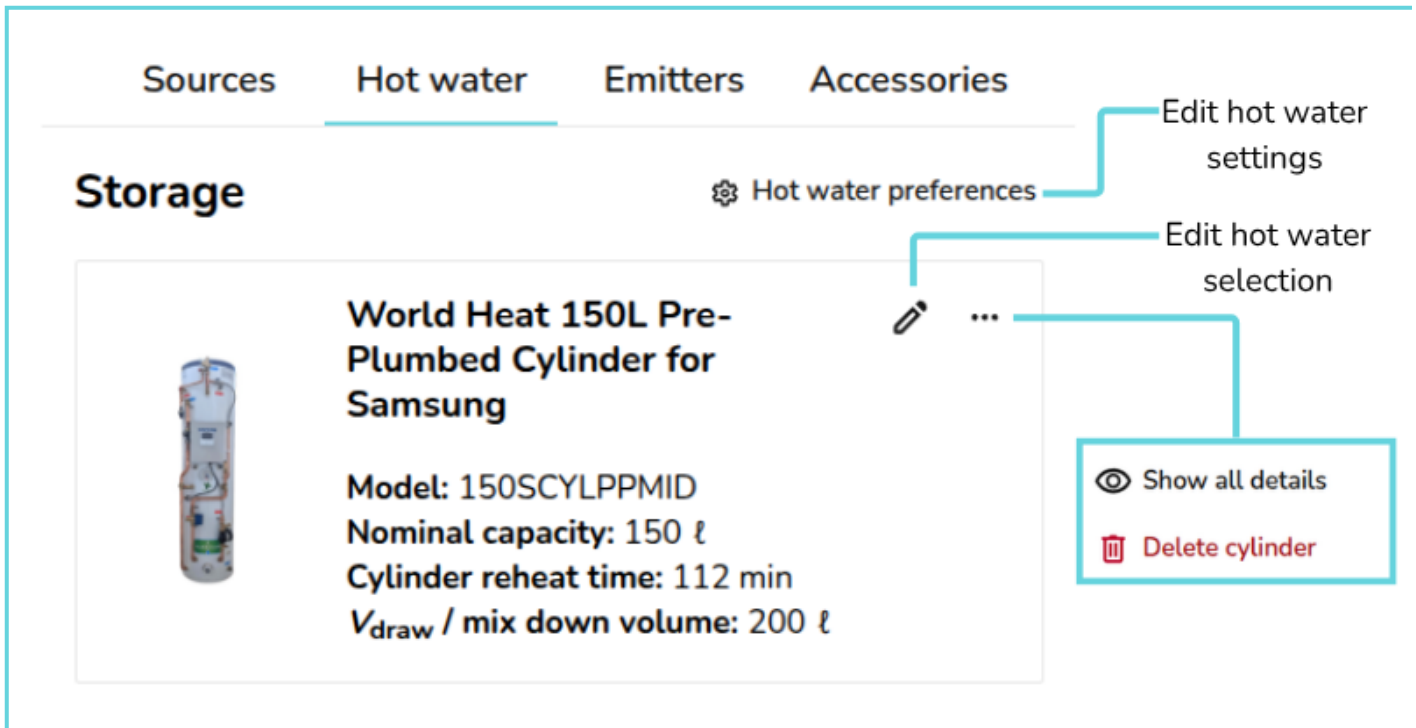 Sources Hot water Emitters Accessories
Edit hot water
settings
Storage
Hot water preferences
Edit hot water
selection
World Heat 150L Pre-
Plumbed Cylinder for
Samsung
...
Model: 150SCYLPPMID
Nominal capacity: 150 ℓ
Cylinder reheat time: 112 min
Vdraw / mix down volume: 200 ℓ
Show all details
Delete cylinder